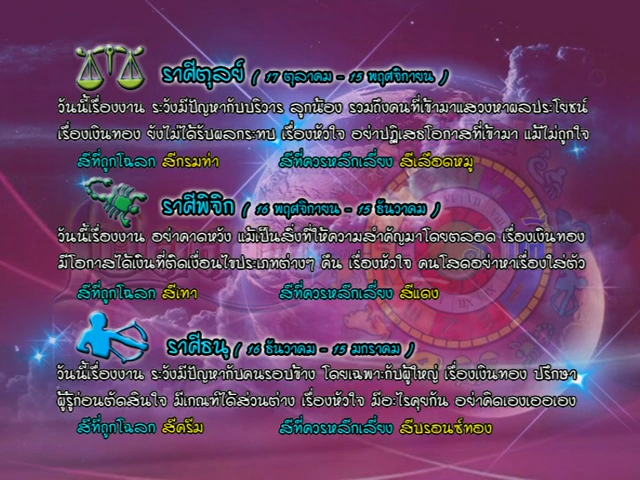 ราศีตุลย์ ( 17 ตุลาคม - 15 พฤศจิกายน )
วันนี้เรื่องงาน ระวังมีปัญหากับบริวาร ลูกน้อง รวมถึงคนที่เข้ามาแสวงหาผลประโยชน์
เรื่องเงินทอง ยังไม่ได้รับผลกระทบ เรื่องหัวใจ อย่าปฏิเสธโอกาสที่เข้ามา แม้ไม่ถูกใจ
สีที่ถูกโฉลก สีกรมท่า สีที่ควรหลีกเลี่ยง สีเลือดหมู
ราศีพิจิก ( 16 พฤศจิกายน - 15 ธันวาคม )
วันนี้เรื่องงาน อย่าคาดหวัง แม้เป็นสิ่งที่ให้ความสำคัญมาโดยตลอด เรื่องเงินทอง
มีโอกาสได้เงินที่ติดเงื่อนไขประเภทต่างๆ คืน เรื่องหัวใจ คนโสดอย่าหาเรื่องใส่ตัว
สีที่ถูกโฉลก สีเทา สีที่ควรหลีกเลี่ยง สีแดง
ราศีธนู ( 16 ธันวาคม - 15 มกราคม )
วันนี้เรื่องงาน ระวังมีปัญหากับคนรอบข้าง โดยเฉพาะกับผู้ใหญ่ เรื่องเงินทอง ปรึกษา
ผู้รู้ก่อนตัดสินใจ มีเกณฑ์ได้ส่วนต่าง เรื่องหัวใจ มีอะไรคุยกัน อย่าคิดเองเออเอง
สีที่ถูกโฉลก สีครีม สีที่ควรหลีกเลี่ยง สีบรอนซ์ทอง